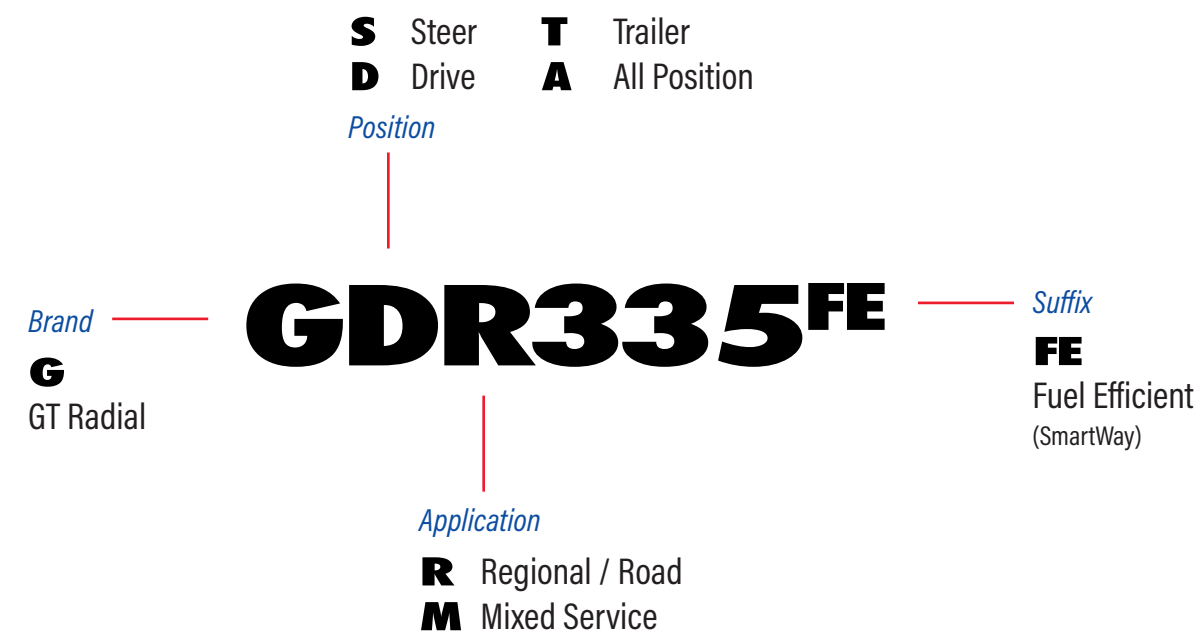 S Steer T Trailer
D Drive A All Position
Position
GDR335FE
Brand
G
GT Radial
Suffix
FE
Fuel Efficient
(SmartWay)
Application
R Regional / Road
M Mixed Service